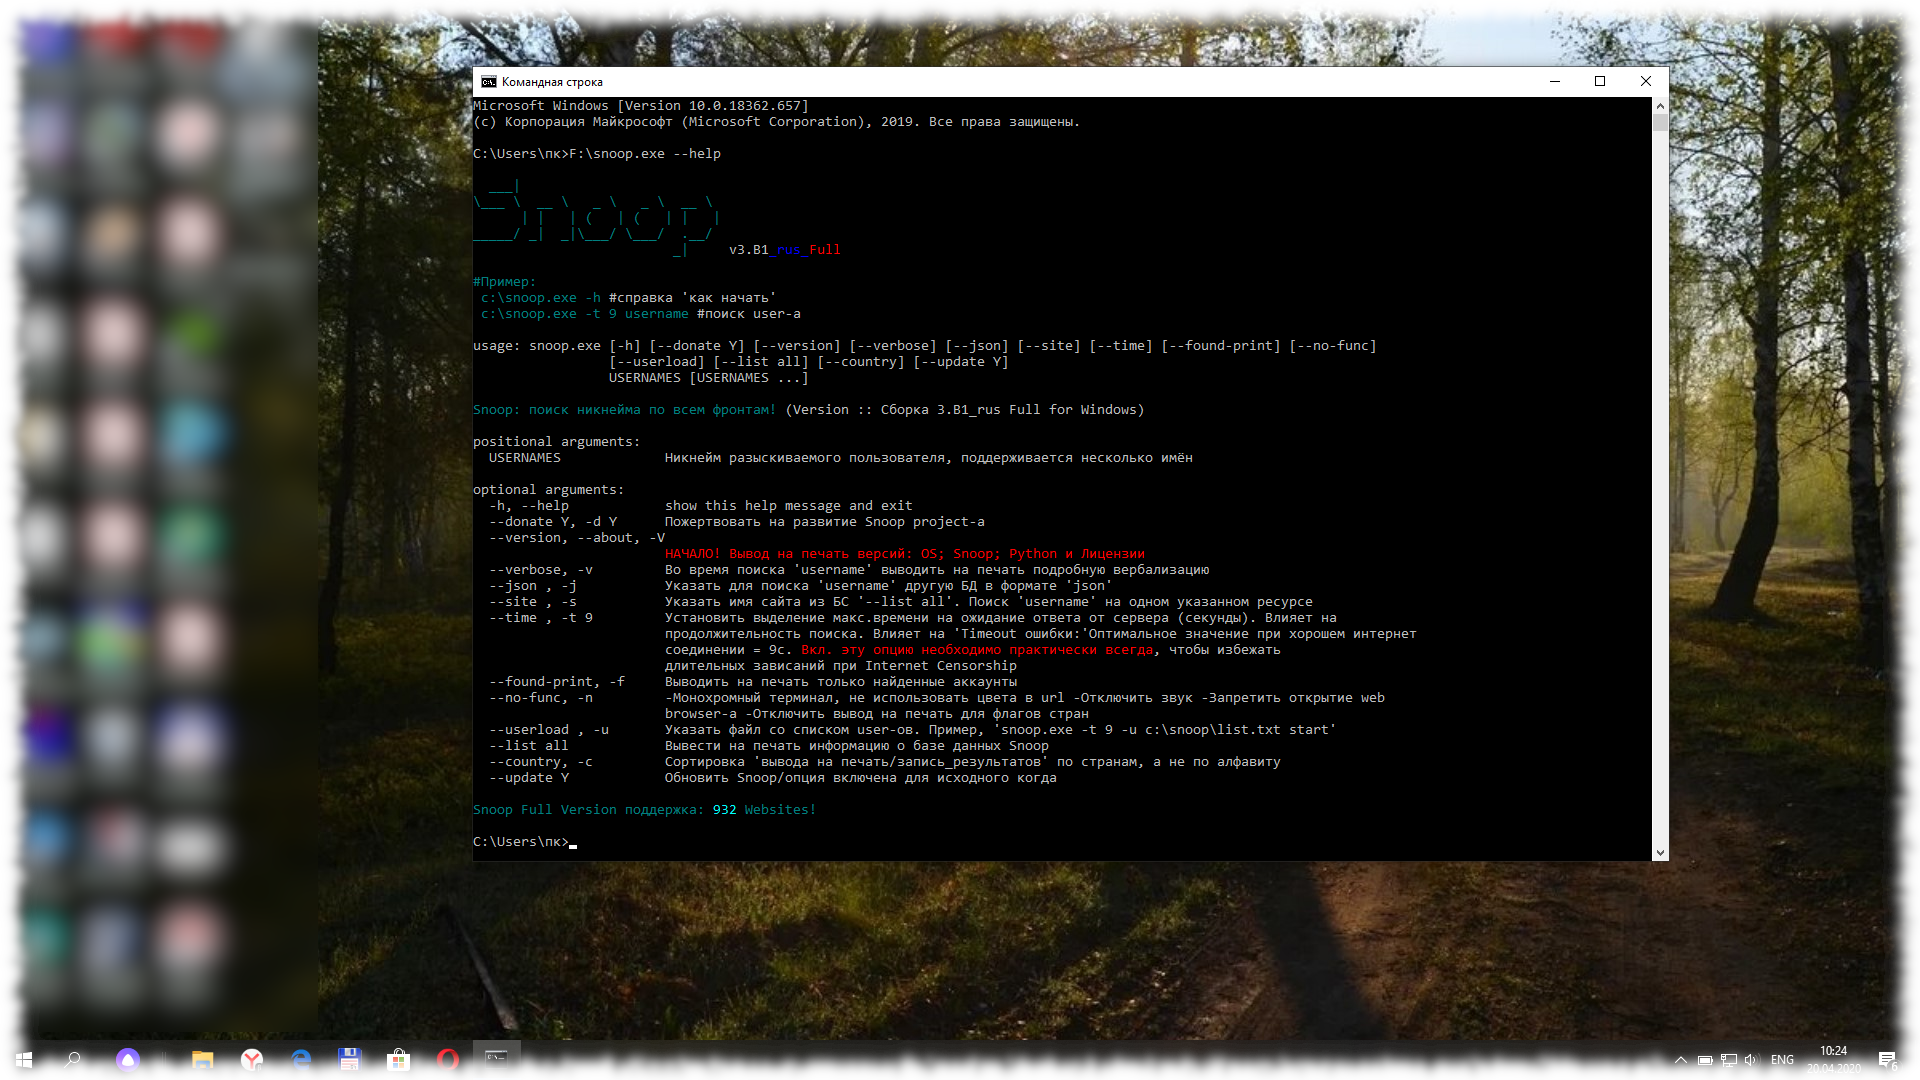 Командная строка
Microsoft Windows [Version 10.0.18362.657]
(c) Корпорация Майкрософт (Microsoft Corporation), 2019. Все права защищены.
C:\Users\пк>F:\snoop.exe --help
Snoop
v3.B1_rus_Full
#Пример:
c:\snoop.exe -h #справка 'как начать'
c:\snoop.exe -t 9 username #поиск user-а
usage: snoop.exe [-h] [--donate Y] [--version] [--verbose] [--json] [--site] [--time] [--found-print] [--no-func]
[--userload] [--list all] [--country] [--update Y]
USERNAMES [USERNAMES ...]
Snoop: поиск никнейма по всем фронтам! (Version :: Сборка 3.B1_rus Full for Windows)
positional arguments:
USERNAMES Никнейм разыскиваемого пользователя, поддерживается несколько имён
optional arguments:
-h, --help show this help message and exit
--donate Y, -d Y Пожертвовать на развитие Snoop project-а
--version, --about, -V
НАЧАЛО! Вывод на печать версий: OS; Snoop; Python и Лицензии
--verbose, -v Во время поиска 'username' выводить на печать подробную вербализацию
--json , -j Указать для поиска 'username' другую БД в формате 'json'
--site , -s Указать имя сайта из БС '--list all'. Поиск 'username' на одном указанном ресурсе
--time , -t 9 Установить выделение макс.времени на ожидание ответа от сервера (секунды). Влияет на
продолжительность поиска. Влияет на 'Timeout ошибки:'Оптимальное значение при хорошем интернет
соединении = 9с. Вкл. эту опцию необходимо практически всегда, чтобы избежать
длительных зависаний при Internet Censorship
--found-print, -f Выводить на печать только найденные аккаунты
--no-func, -n -Монохромный терминал, не использовать цвета в url -Отключить звук -Запретить открытие web
browser-а -Отключить вывод на печать для флагов стран
--userload , -u Указать файл со списком user-ов. Пример, 'snoop.exe -t 9 -u c:\snoop\list.txt start'
--list all Вывести на печать информацию о базе данных Snoop
--country, -c Сортировка 'вывода на печать/запись_результатов' по странам, а не по алфавиту
--update Y Обновить Snoop/опция включена для исходного когда
Snoop Full Version поддержка: 932 Websites!
C:\Users\пк>
ENG
10:24
20.04.2020
6